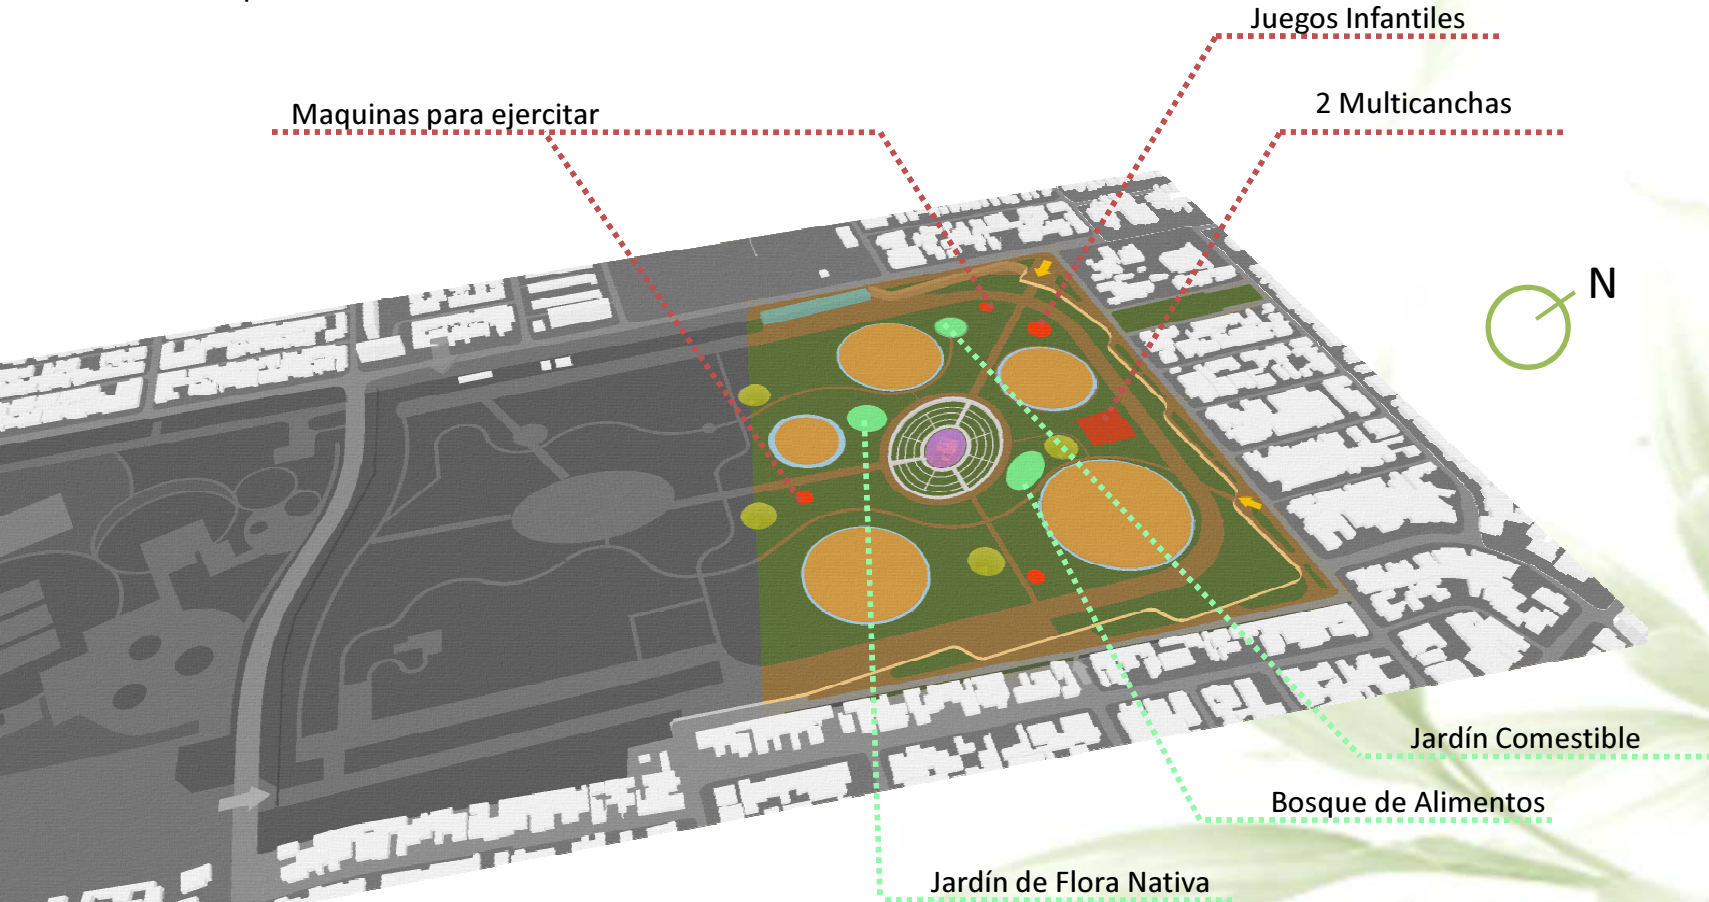 Juegos Infantiles
2 Multicanchas
Maquinas para ejercitar
N
Jardín Comestible
Bosque de Alimentos
Jardín de Flora Nativa